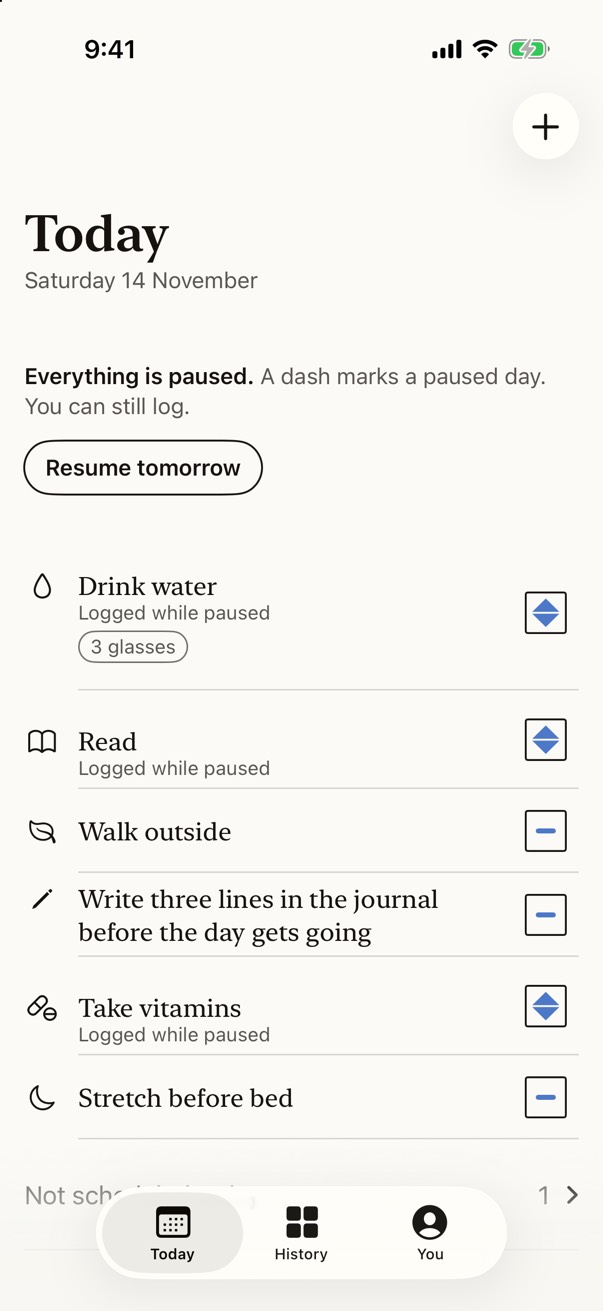 9:41
Today
Saturday 14 November
Everything is paused. A dash marks a paused day.
You can still log.
Resume tomorrow
Drink water
Logged while paused
3 glasses
Read
Logged while paused
Walk outside
Write three lines in the journal
before the day gets going
Take vitamins
Logged while paused
Stretch before bed
Not
1
Today
History
You